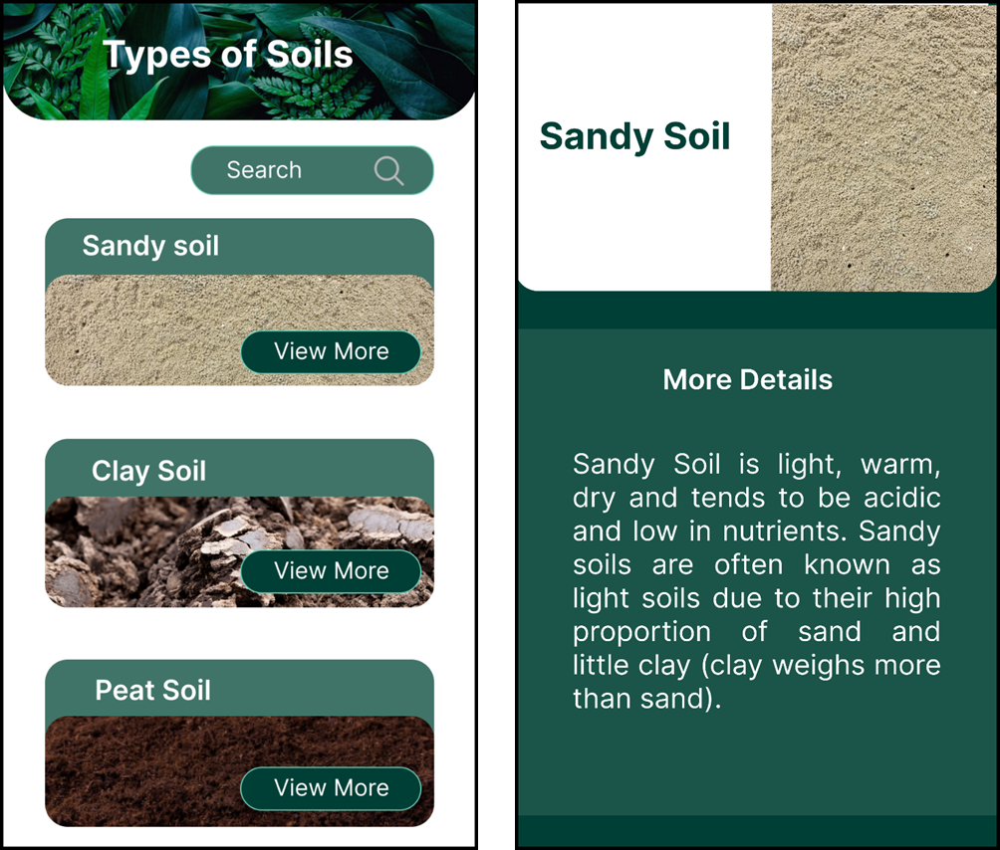 Types of Soils
Search
Sandy soil
View More
Clay Soil
View More
Peat Soil
View More
Sandy Soil
More Details
Sandy Soil is light, warm,
dry and tends to be acidic
and low in nutrients. Sandy
soils are often known as
light soils due to their high
proportion of sand and
little clay (clay weighs more
than sand).